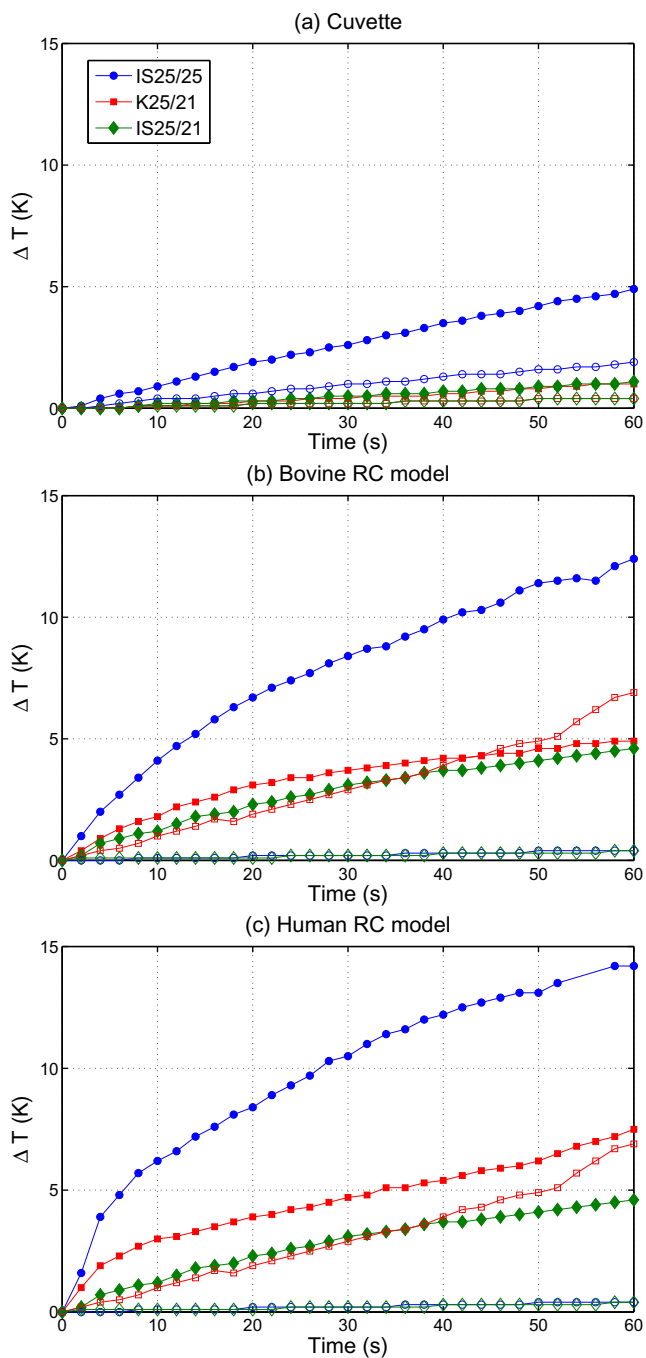 (a) Cuvette
15
10
5
0
Δ T (K)
IS25/25
K25/21
IS25/21
0 10 20 30 40 50 60
Time (s)
(b) Bovine RC model
15
10
5
0
Δ T (K)
0 10 20 30 40 50 60
Time (s)
(c) Human RC model
15
10
5
0
Δ T (K)
0 10 20 30 40 50 60
Time (s)